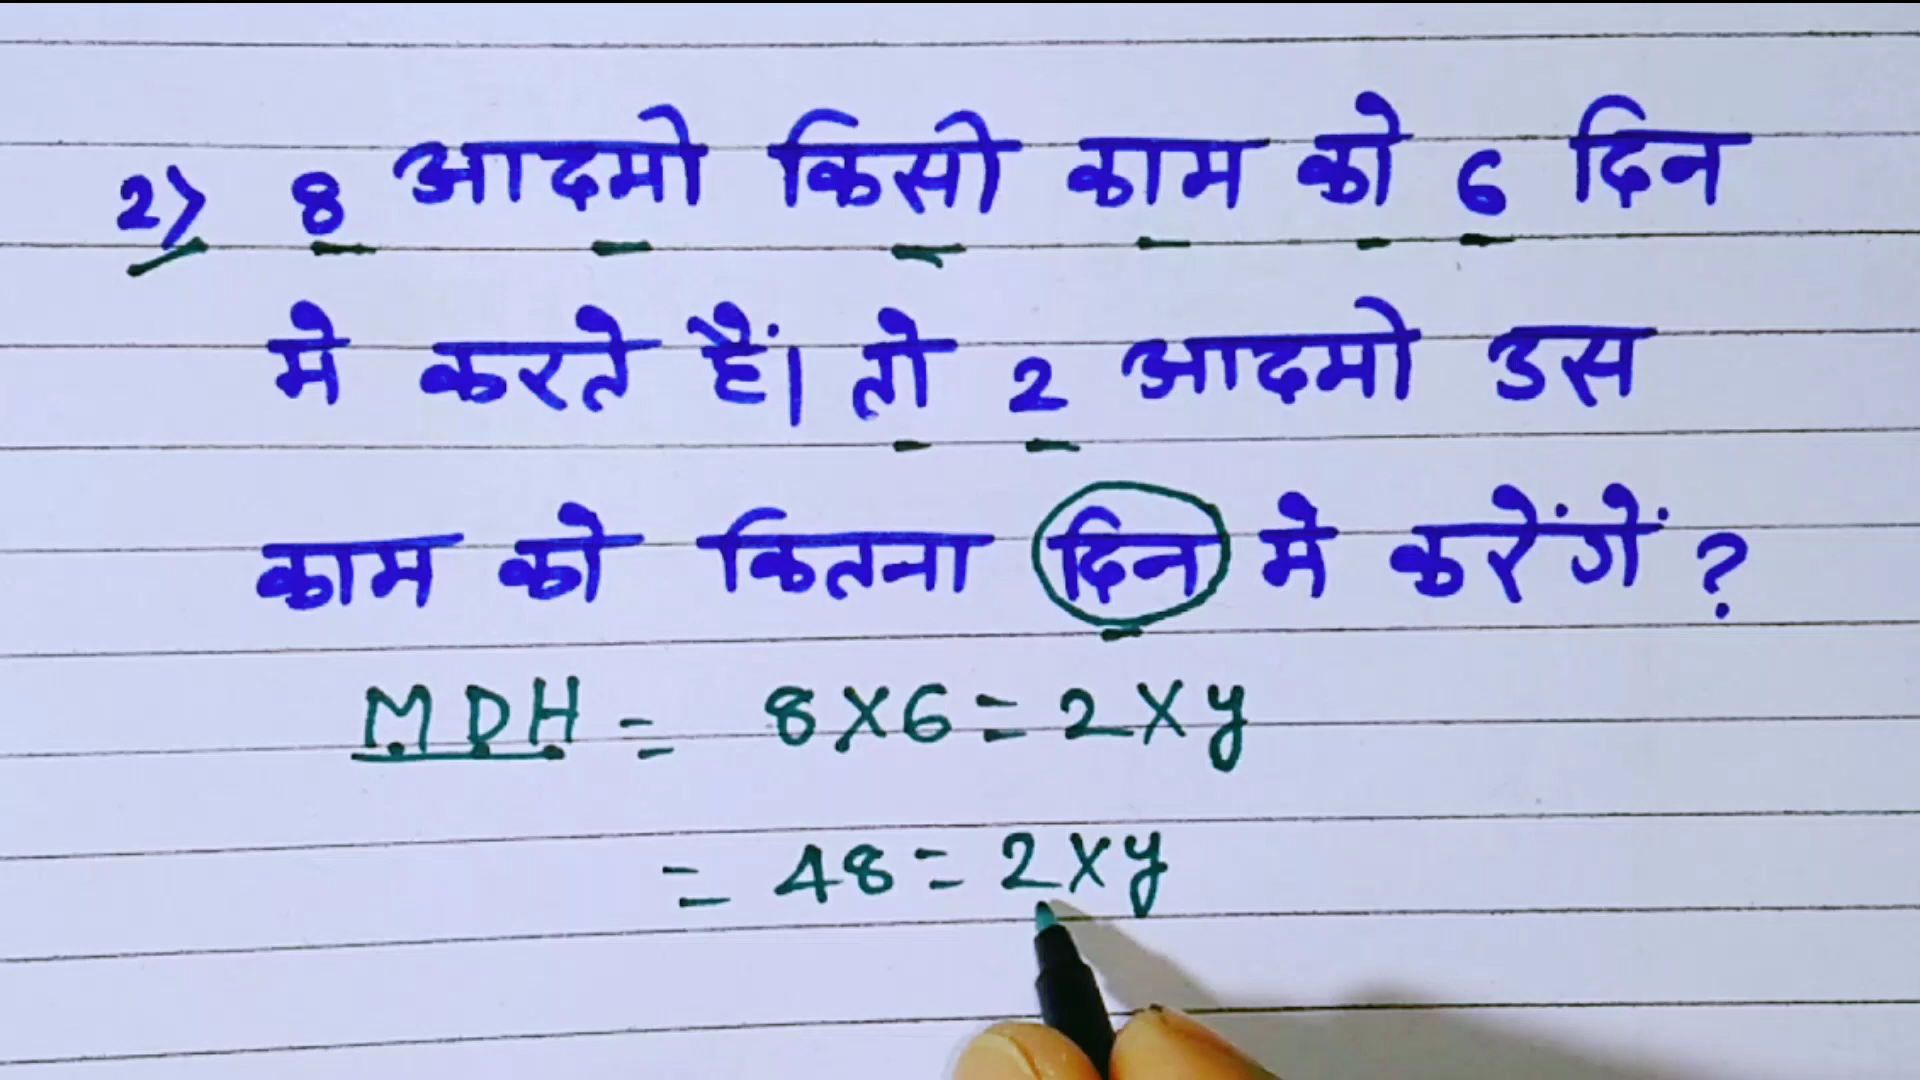 2) 8 आदमी किसी काम को 6 दिन
मे करते हैं। तो 2 आदमी उस
काम को कितना दिन मे करेंगें ?
MDH = 8×6=2×y
= 48=2×y